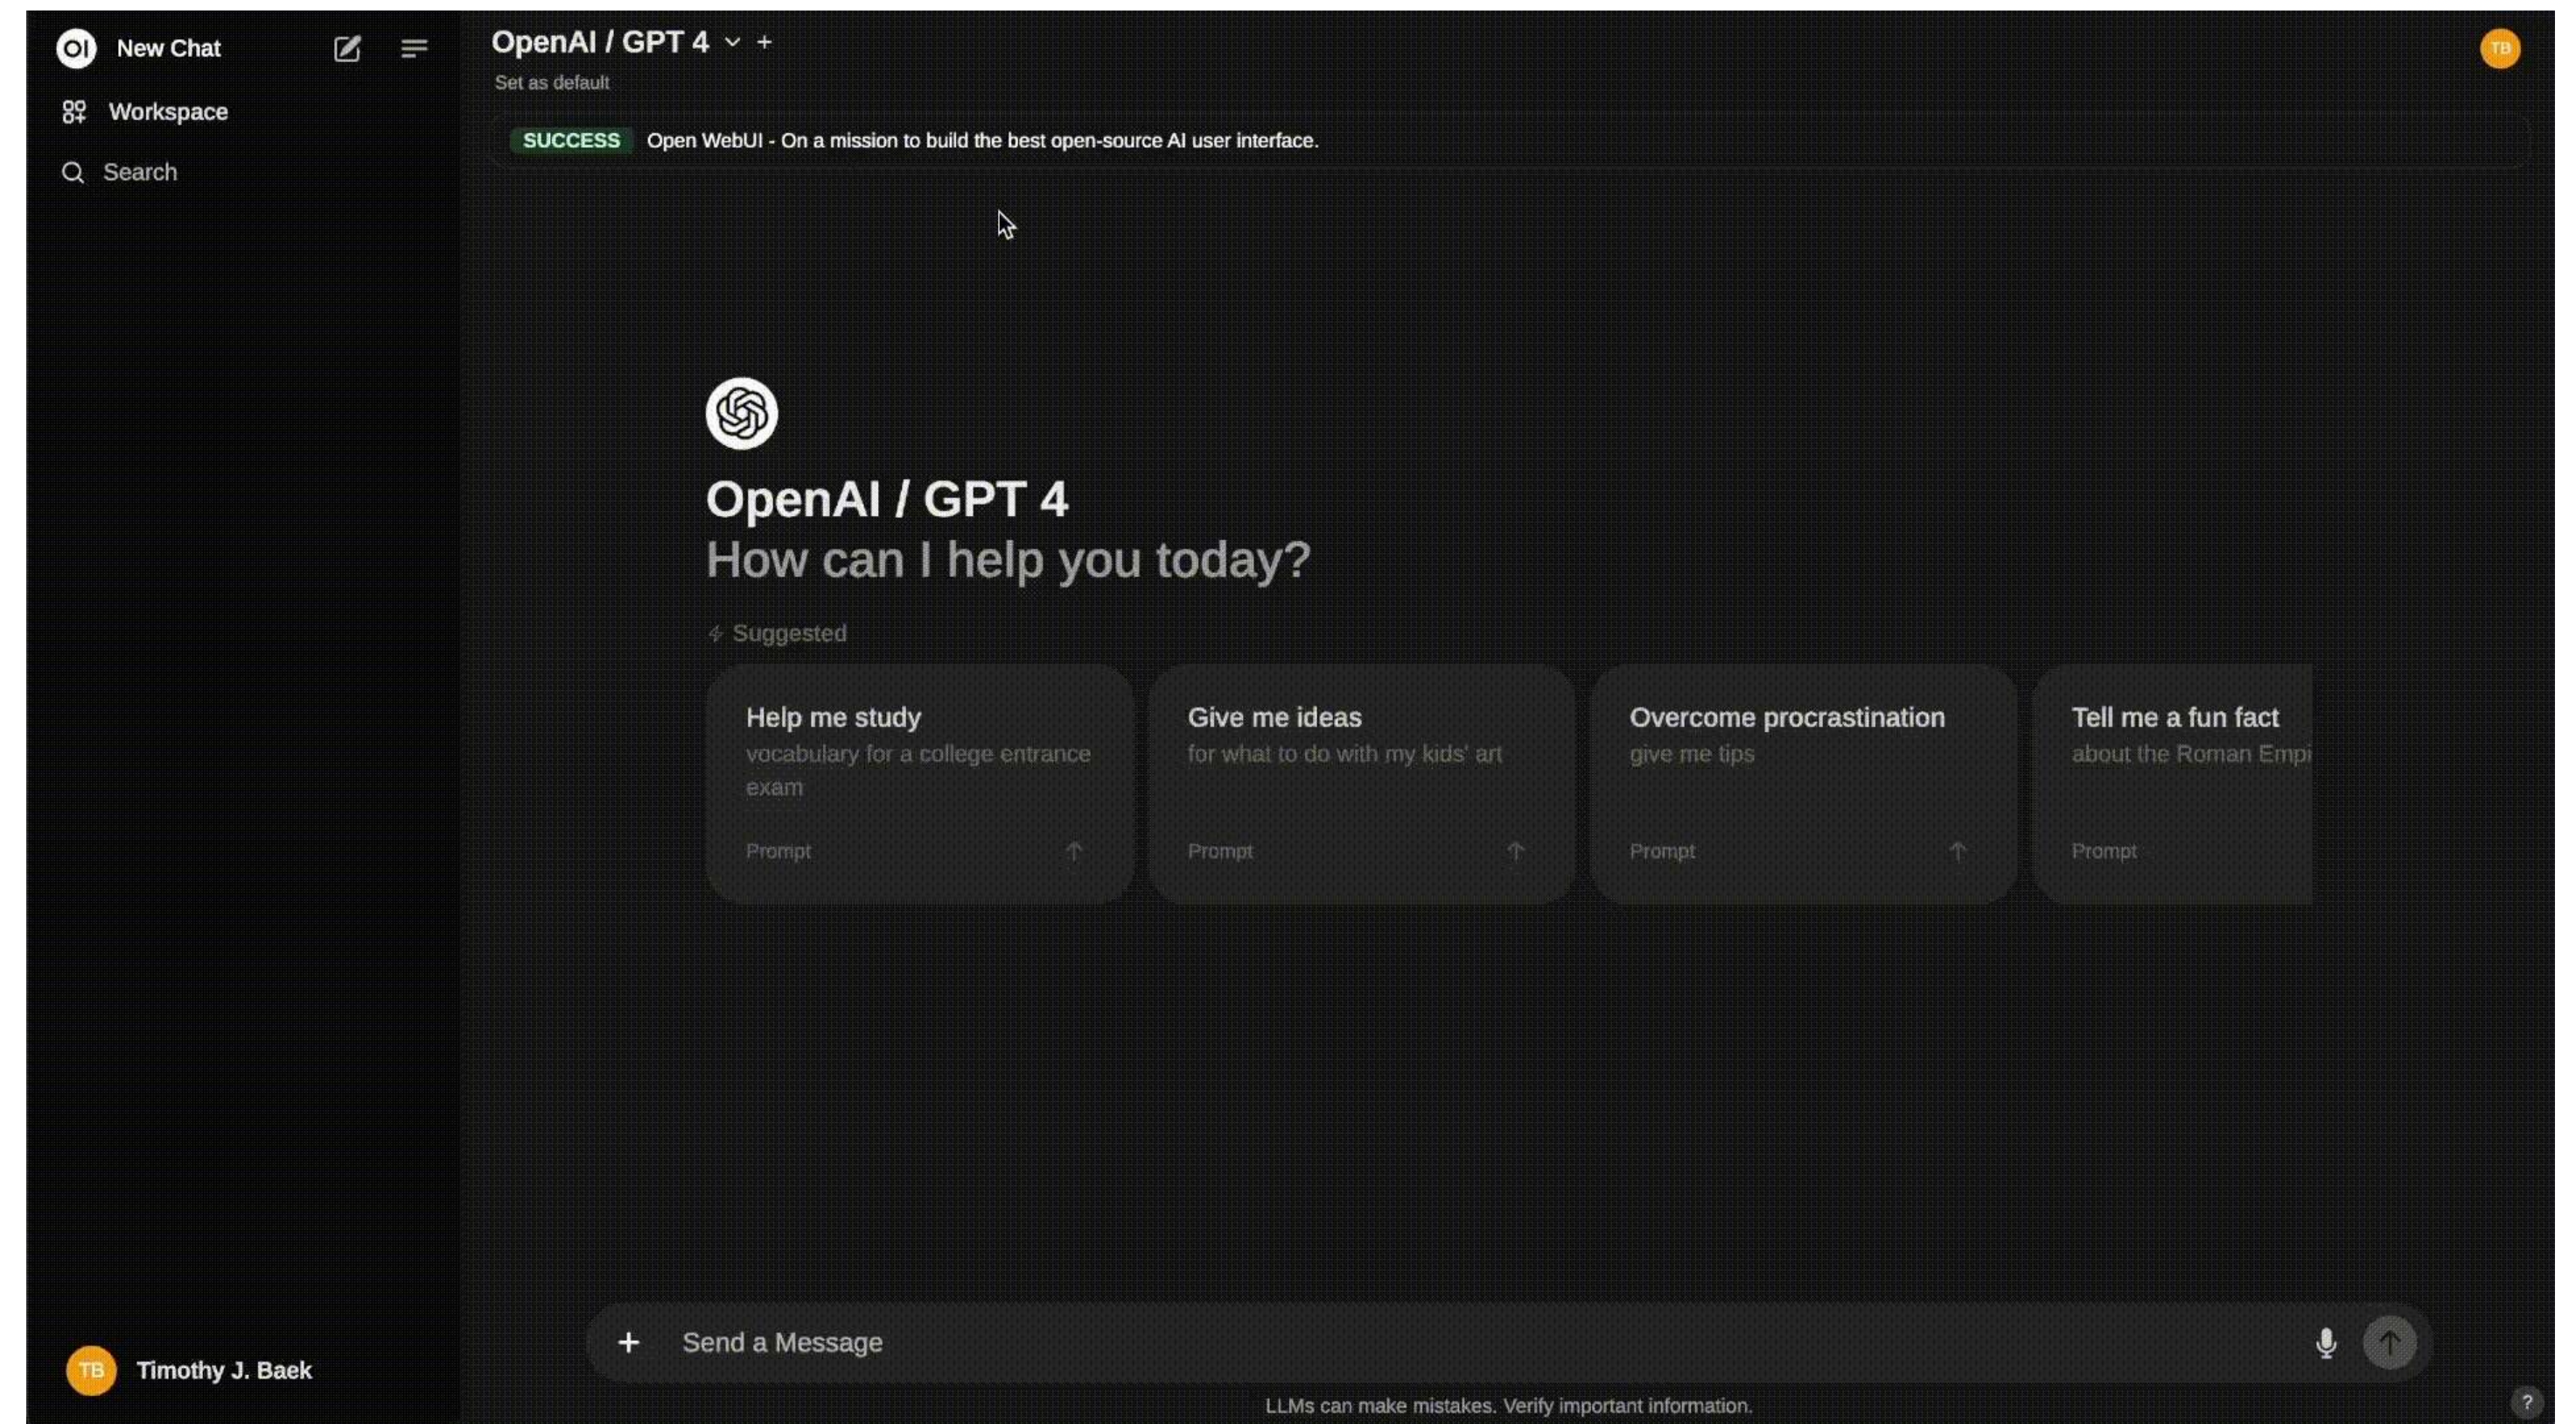 OI New Chat
Workspace
Search
OpenAI / GPT 4
Set as default
TB
SUCCESS Open WebUI - On a mission to build the best open-source AI user interface.
OpenAI / GPT 4
How can I help you today?
Suggested
Help me study
vocabulary for a college entrance
exam
Prompt
Give me ideas
for what to do with my kids' art
Prompt
Overcome procrastination
give me tips
Prompt
Tell me a fun fact
about the Roman Empi
Prompt
Send a Message
TB Timothy J. Baek
LLMs can make mistakes. Verify important information.
?